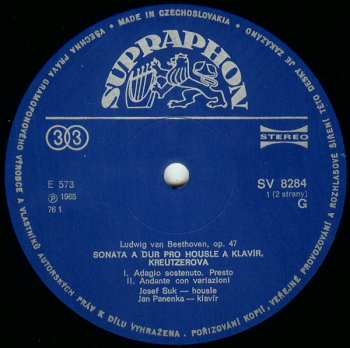 VŠECHNA PRÁVA GRAMOFONOVÉHO VÝROBCE A VLASTNÍKŮ AUTORSKÝCH PRÁV K DÍLU VYHRAŽENA. POŘIZOVÁNÍ KOPIÍ, VEŘEJNÉ PROVOZOVÁNÍ A ROZHLASOVÉ ŠÍŘENÍ TÉTO DESKY JE ZAKÁZÁNO • MADE IN CZECHOSLOVAKIA •
SUPRAPHON
33
STEREO
E 573
℗ 1965
76 1
SV 8284
1 (2 strany)
G
Ludwig van Beethoven, op. 47
SONATA A DUR PRO HOUSLE A KLAVÍR,
KREUTZEROVA
I. Adagio sostenuto. Presto
II. Andante con variazioni
Josef Suk — housle
Jan Panenka — klavír